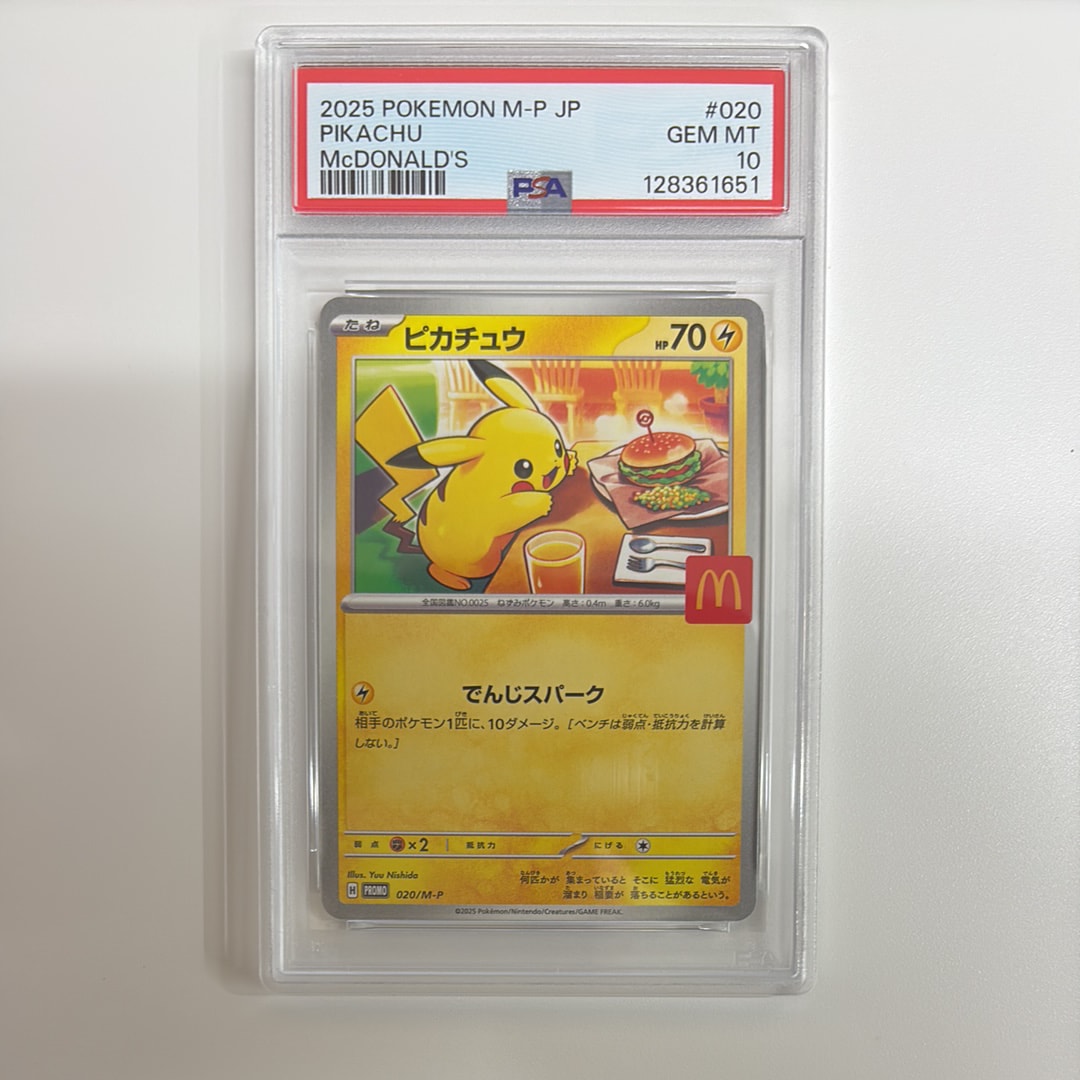 2025 POKEMON M-P JP #020
PIKACHU GEM MT
McDONALD'S 10
PSA 128361651
たね ピカチュウ HP70
全国図鑑NO.0025 ねずみポケモン 高さ:0.4m 重さ:6.0kg
でんじスパーク
相手のポケモン1匹に、10ダメージ。[ベンチは弱点・抵抗力を計算
しない。]
弱点 ×2 抵抗力 にげる
Illus. Yuu Nishida
何匹かが 集まっていると そこに 猛烈な 電気が
H PROMO 020/M-P
溜まり 稲妻が 落ちることがあるという。
©2025 Pokémon/Nintendo/Creatures/GAME FREAK.